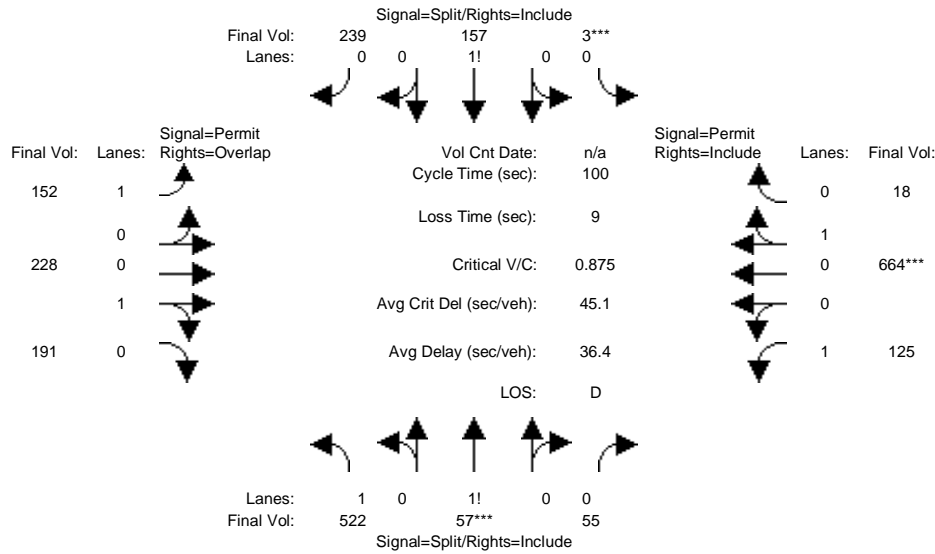 Signal=Split/Rights=Include
Final Vol: 239 157 3***
Lanes: 0 0 1! 0 0
Signal=Permit Signal=Permit
Final Vol: Lanes: Rights=Overlap Vol Cnt Date: n/a Rights=Include Lanes: Final Vol:
Cycle Time (sec): 100
152 1 0 18
Loss Time (sec): 9
0 1
228 0 Critical V/C: 0.875 0 664***
1 Avg Crit Del (sec/veh): 45.1 0
191 0 Avg Delay (sec/veh): 36.4 1 125
LOS: D
Lanes: 1 0 1! 0 0
Final Vol: 522 57*** 55
Signal=Split/Rights=Include